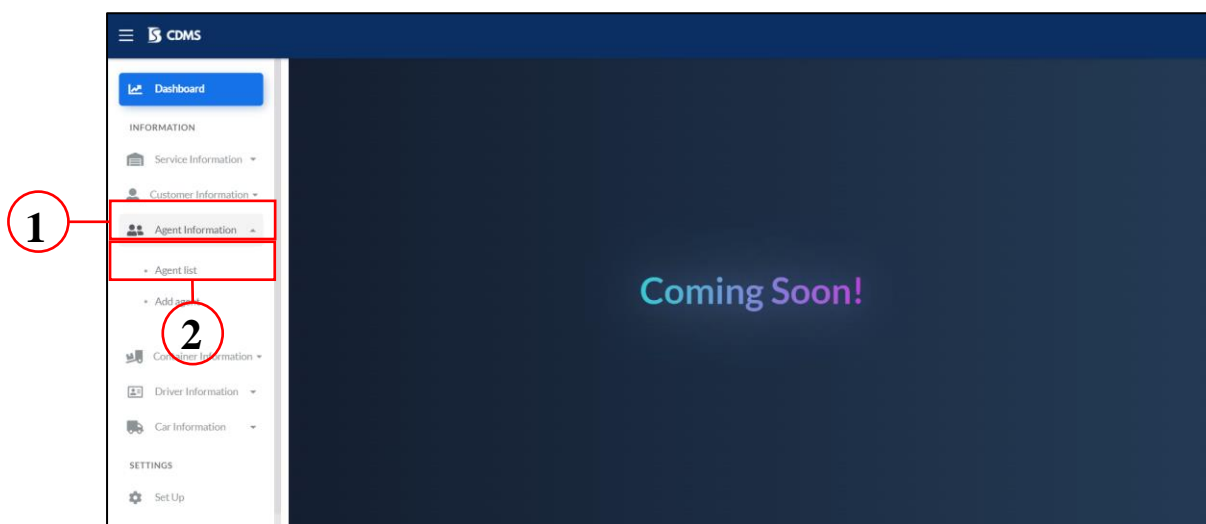 CDMS
Dashboard
INFORMATION
Service Information
Customer Information
1
Agent Information
Agent list
Add agent
2
Container Information
Driver Information
Car Information
SETTINGS
Set Up
Coming Soon!